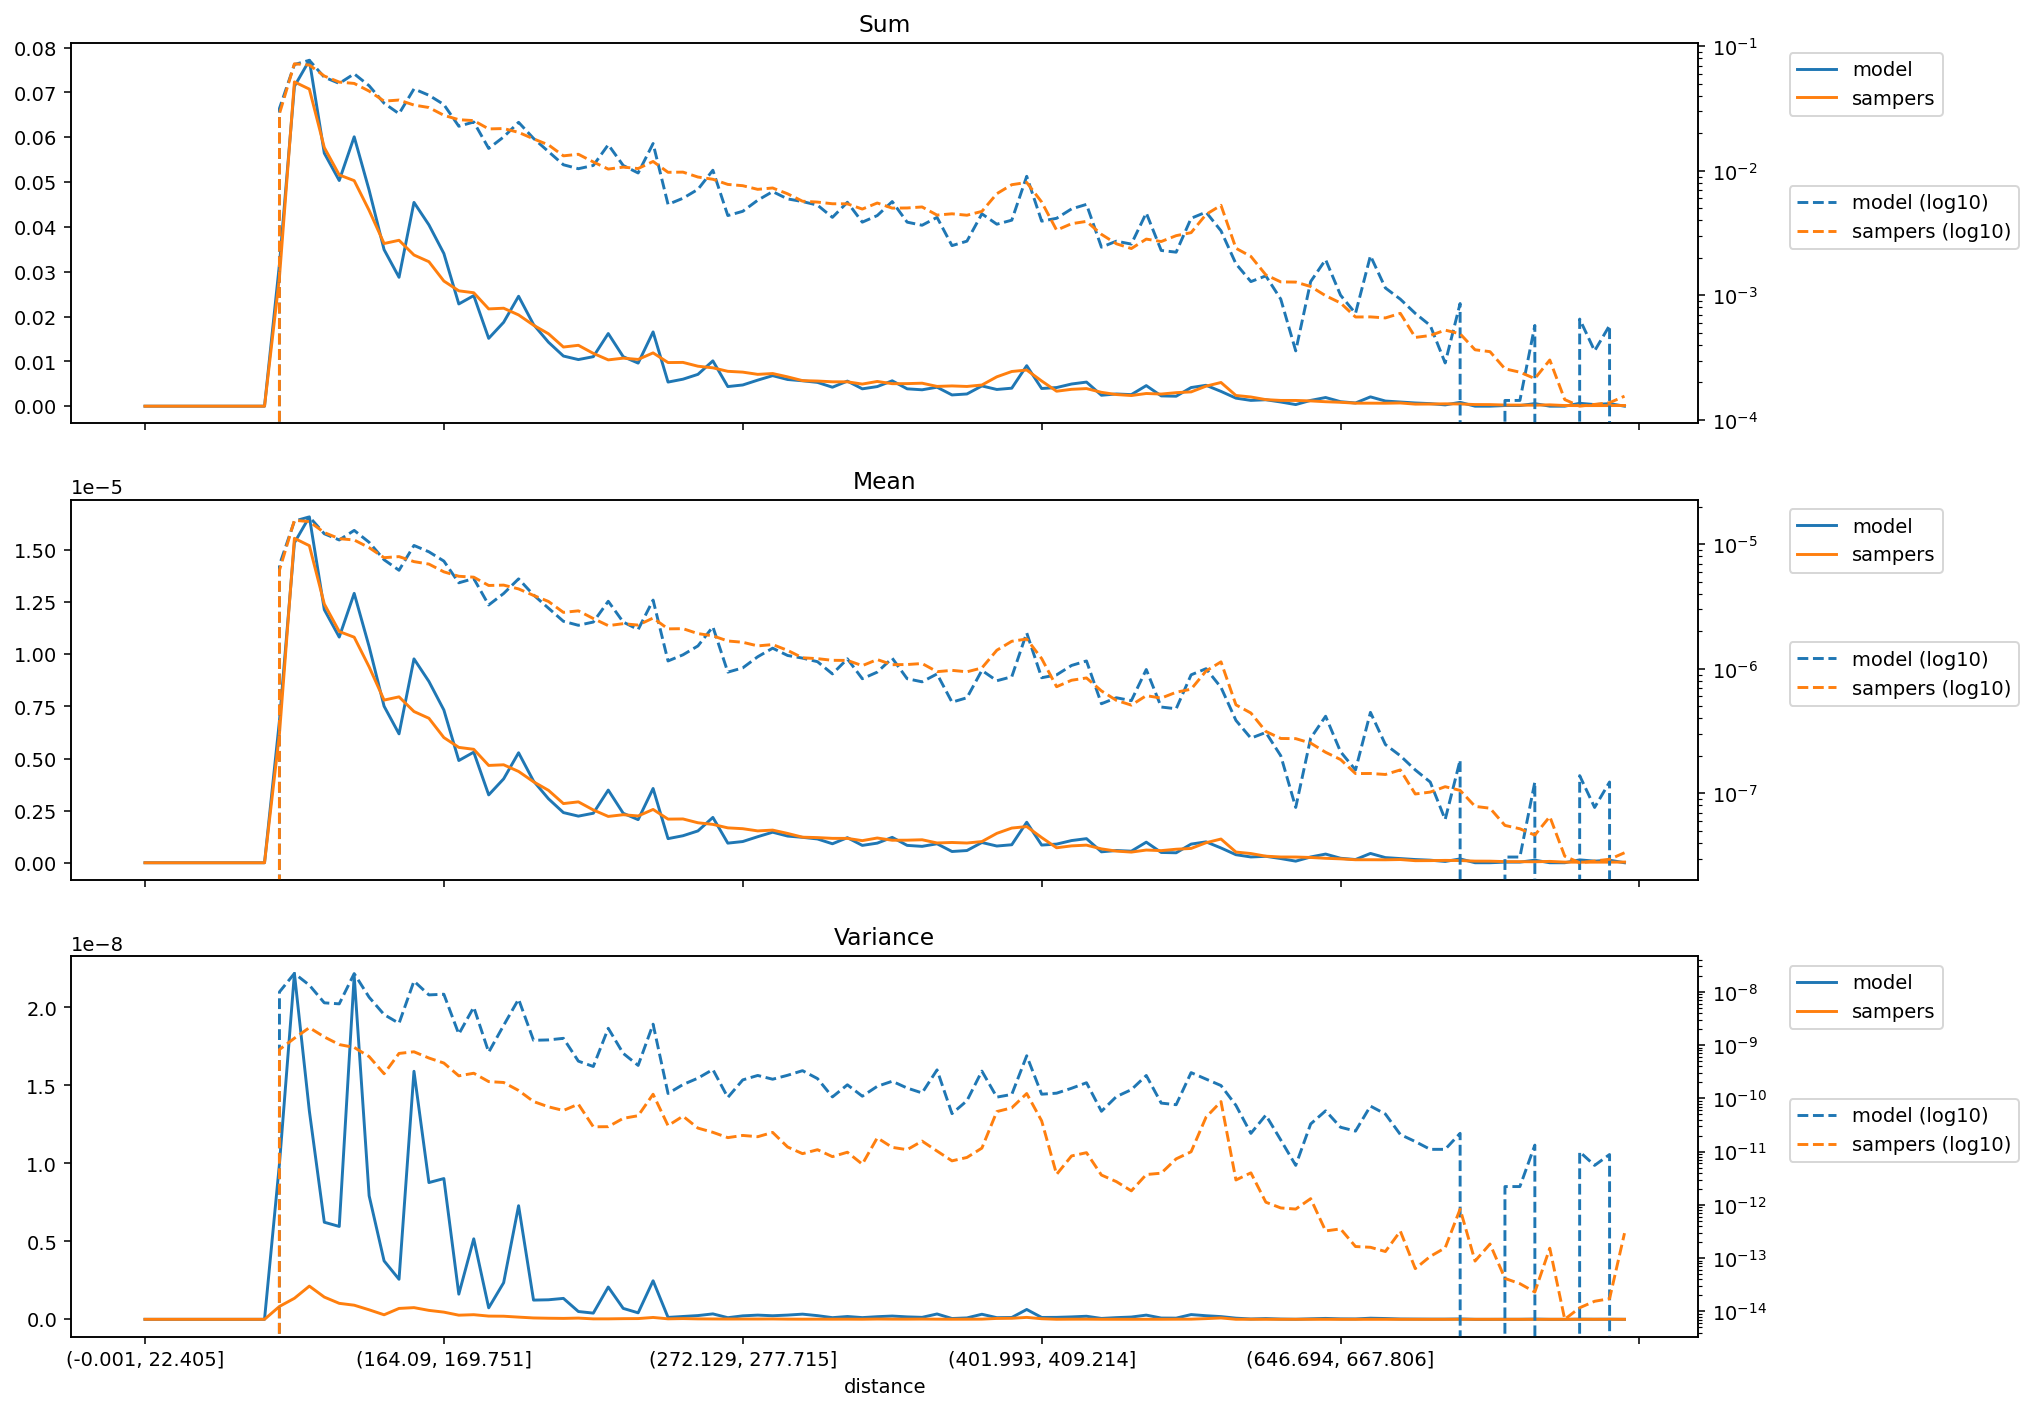 Sum
0.08
0.07
0.06
0.05
0.04
0.03
0.02
0.01
0.00
10⁻¹
10⁻²
10⁻³
10⁻⁴
model
sampers
model (log10)
sampers (log10)
Mean
1e−5
1.50
1.25
1.00
0.75
0.50
0.25
0.00
10⁻⁵
10⁻⁶
10⁻⁷
model
sampers
model (log10)
sampers (log10)
Variance
1e−8
2.0
1.5
1.0
0.5
0.0
10⁻⁸
10⁻⁹
10⁻¹⁰
10⁻¹¹
10⁻¹²
10⁻¹³
10⁻¹⁴
model
sampers
model (log10)
sampers (log10)
(-0.001, 22.405] (164.09, 169.751] (272.129, 277.715] (401.993, 409.214] (646.694, 667.806]
distance